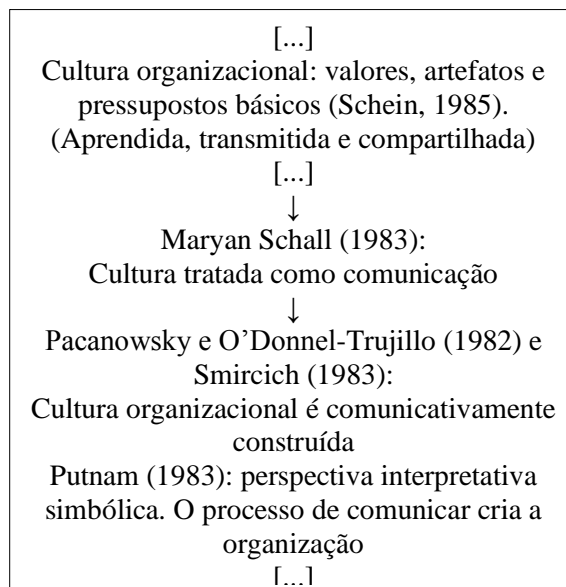 [...]
Cultura organizacional: valores, artefatos e
pressupostos básicos (Schein, 1985).
(Aprendida, transmitida e compartilhada)
[...]
↓
Maryan Schall (1983):
Cultura tratada como comunicação
↓
Pacanowsky e O’Donnel-Trujillo (1982) e
Smircich (1983):
Cultura organizacional é comunicativamente
construída
Putnam (1983): perspectiva interpretativa
simbólica. O processo de comunicar cria a
organização
[...]